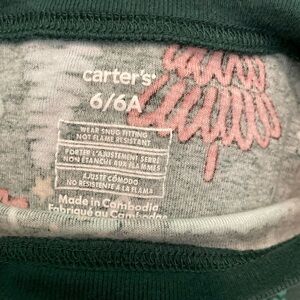 carter's
6/6A
WEAR SNUG FITTING
NOT FLAME RESISTANT
PORTER L'AJUSTEMENT SERRÉ
NON ÉTANCHE AUX FLAMMES
AJUSTE CÓMODO
NO RESISTENTE A LA FLAMA
Made in Cambodia
Fabriqué au Cambodge